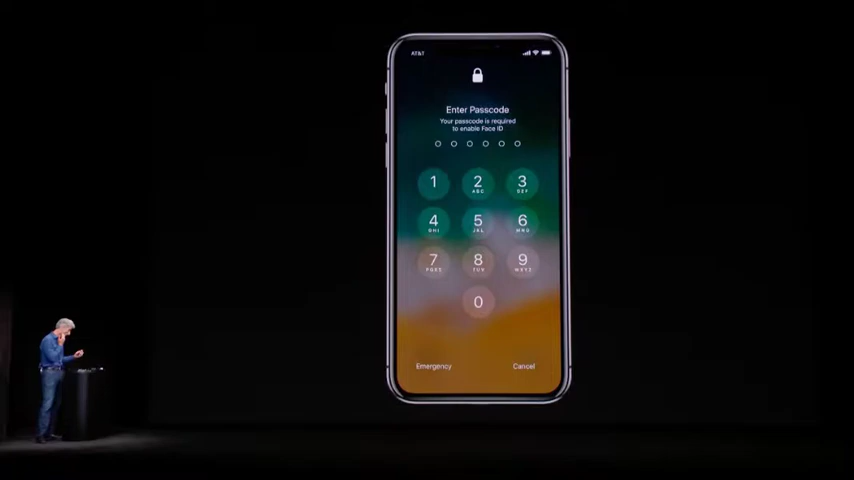 AT&T
Enter Passcode
Your passcode is required
to enable Face ID
1
2
ABC
3
DEF
4
GHI
5
JKL
6
MNO
7
PQRS
8
TUV
9
WXYZ
0
Emergency
Cancel